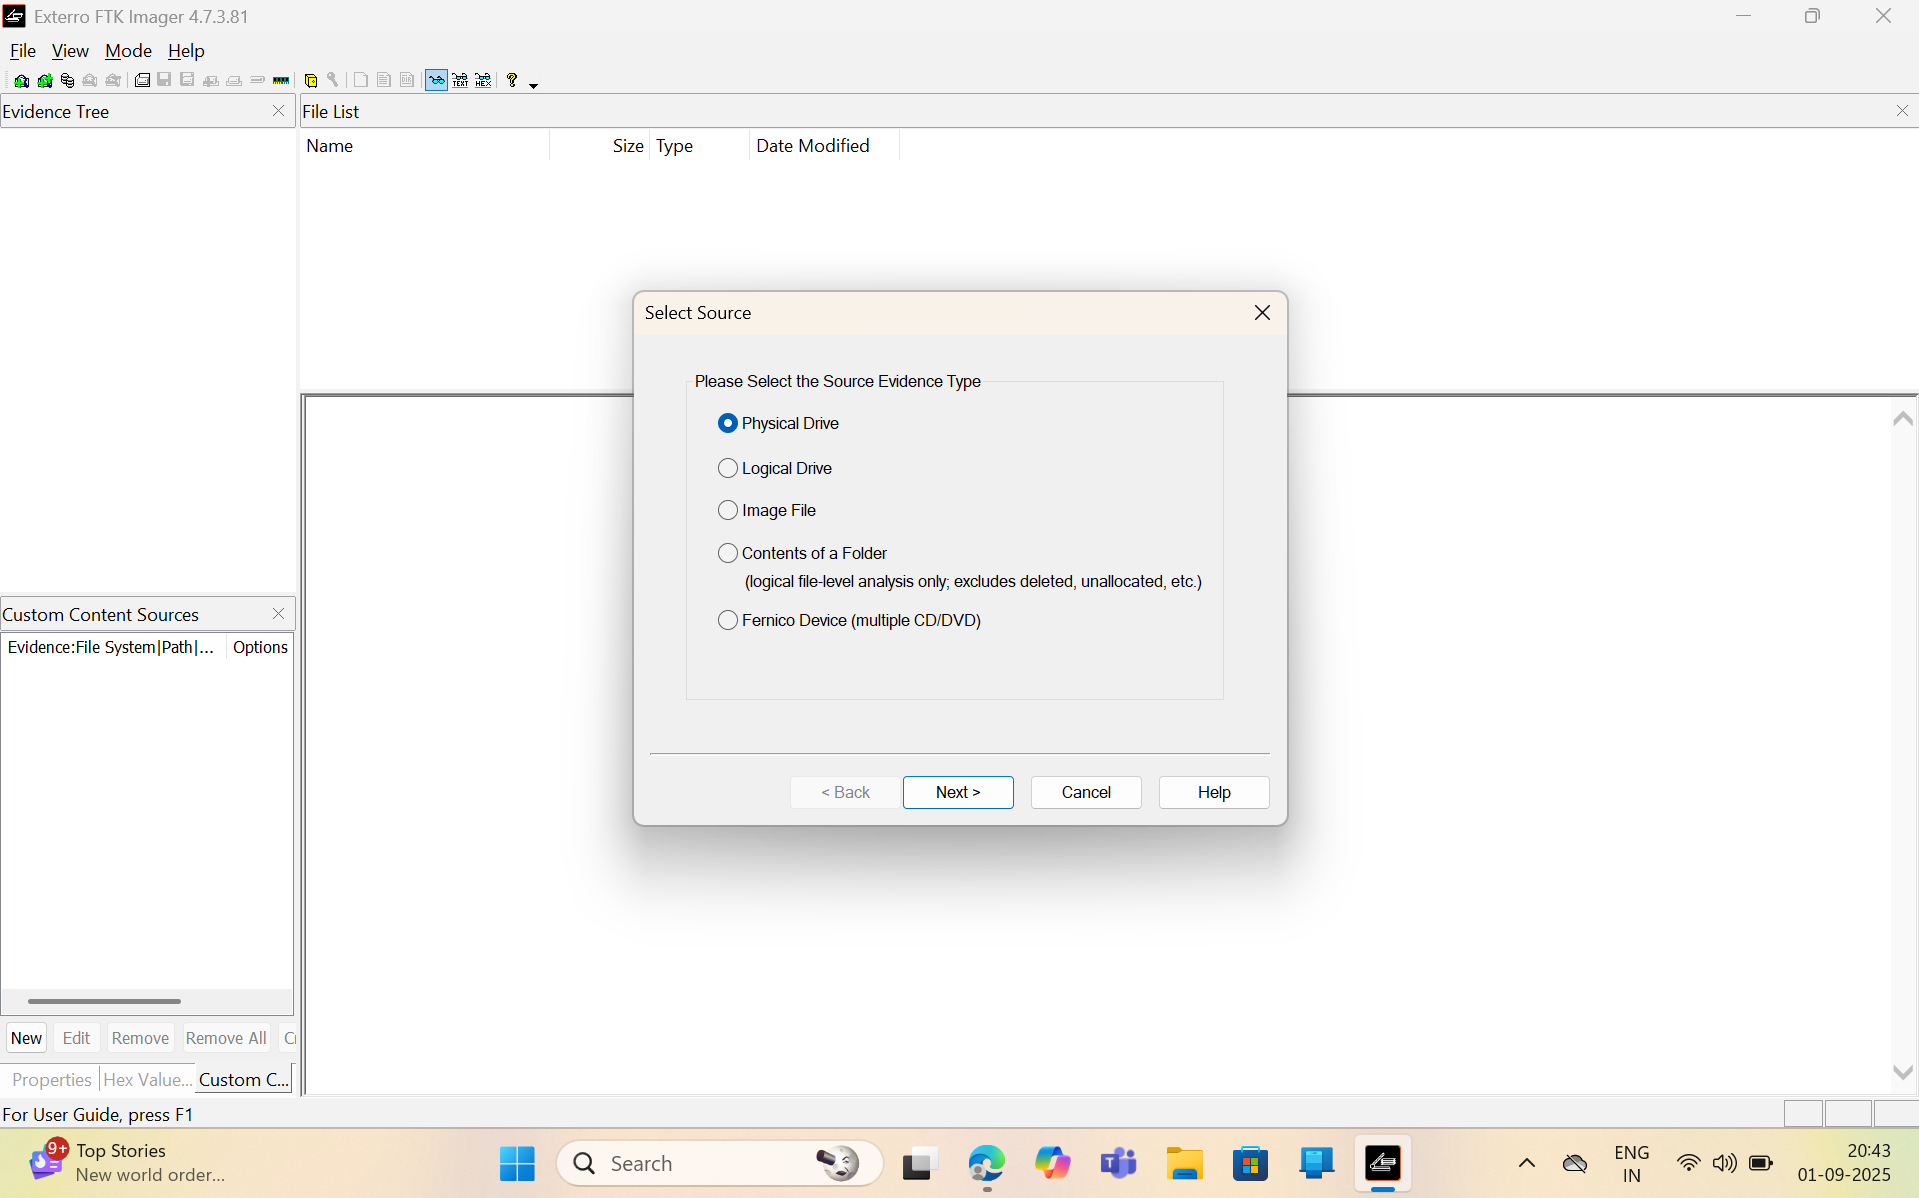 Exterro FTK Imager 4.7.3.81
File View Mode Help
Evidence Tree
File List
Name Size Type Date Modified
Select Source
Please Select the Source Evidence Type
Physical Drive
Logical Drive
Image File
Contents of a Folder
(logical file-level analysis only; excludes deleted, unallocated, etc.)
Fernico Device (multiple CD/DVD)
< Back Next > Cancel Help
Custom Content Sources
Evidence:File System|Path|... Options
New Edit Remove Remove All
Properties Hex Value... Custom C...
For User Guide, press F1
9+
Top Stories
New world order...
Search
ENG
IN
20:43
01-09-2025